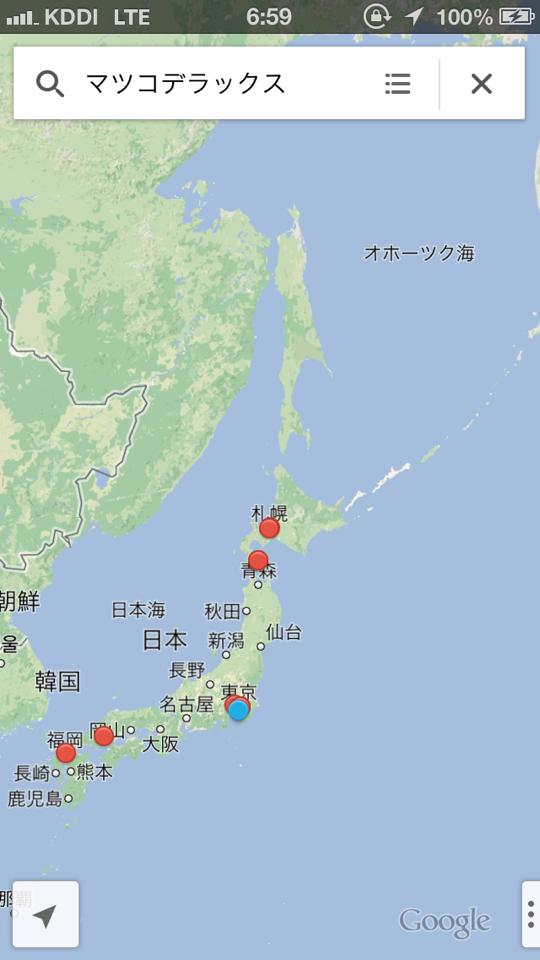 KDDI LTE 6:59 100%
マツコデラックス
オホーツク海
札幌
青森
朝鮮
日本海
秋田
울
日本
新潟
仙台
韓国
長野
東京
名古屋
福岡
岡山
大阪
長崎
熊本
鹿児島
那覇
Google